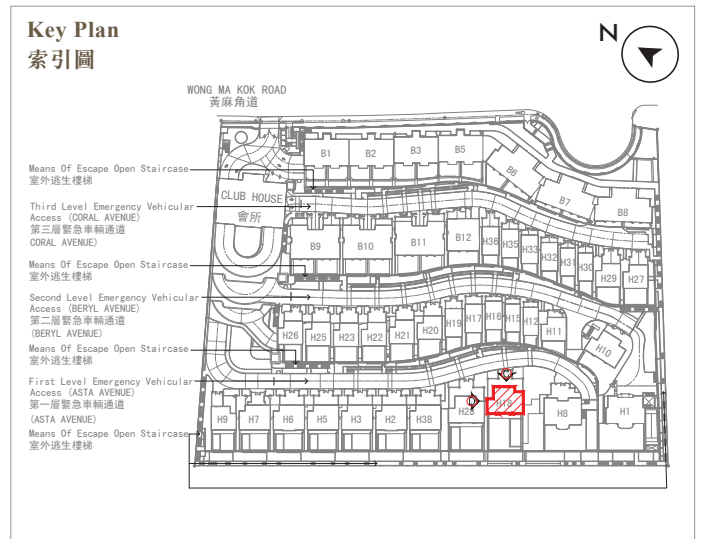 Key Plan
索引圖
N
WONG MA KOK ROAD
黃麻角道
B1
B2
B3
B5
B6
B7
B8
Means Of Escape Open Staircase
室外逃生樓梯
CLUB HOUSE
會所
Third Level Emergency Vehicular
Access (CORAL AVENUE)
第三層緊急車輛通道
CORAL AVENUE)
B9
B10
B11
B12
H36
H35
H33
H32
H31
H30
H29
H27
Means Of Escape Open Staircase
室外逃生樓梯
Second Level Emergency Vehicular
Access (BERYL AVENUE)
第二層緊急車輛通道
(BERYL AVENUE)
H26
H25
H23
H22
H21
H20
H19
H17
H16
H15
H12
H11
H10
Means Of Escape Open Staircase
室外逃生樓梯
First Level Emergency Vehicular
Access (ASTA AVENUE)
第一層緊急車輛通道
(ASTA AVENUE)
H9
H7
H6
H5
H3
H2
H38
H28
H18
H8
H1
Means Of Escape Open Staircase
室外逃生樓梯